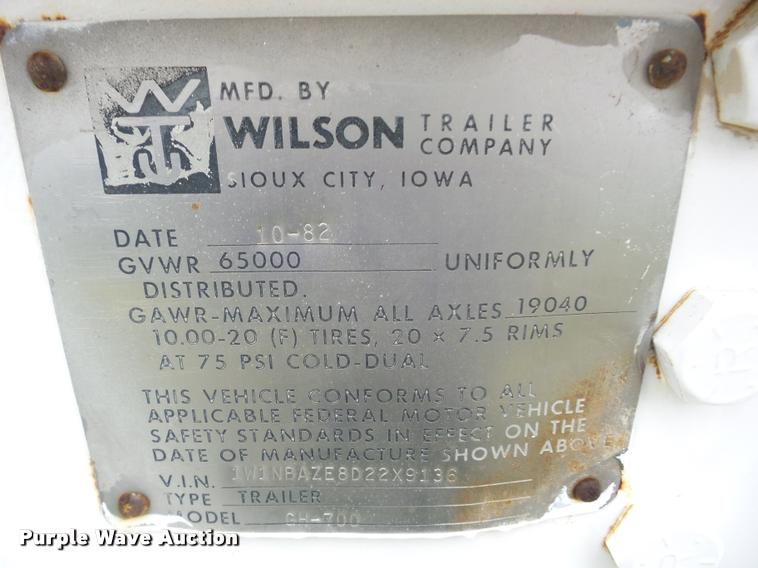 MFD. BY
WILSON TRAILER COMPANY
SIOUX CITY, IOWA
DATE 10-82
GVWR 65000 UNIFORMLY
DISTRIBUTED.
GAWR-MAXIMUM ALL AXLES 19040
10.00-20 (F) TIRES, 20 x 7.5 RIMS
AT 75 PSI COLD-DUAL
THIS VEHICLE CONFORMS TO ALL
APPLICABLE FEDERAL MOTOR VEHICLE
SAFETY STANDARDS IN EFFECT ON THE
DATE OF MANUFACTURE SHOWN ABOVE
V.I.N. 1W1NBAZE8D22X9136
TYPE TRAILER
MODEL GH-700
Purple Wave Auction